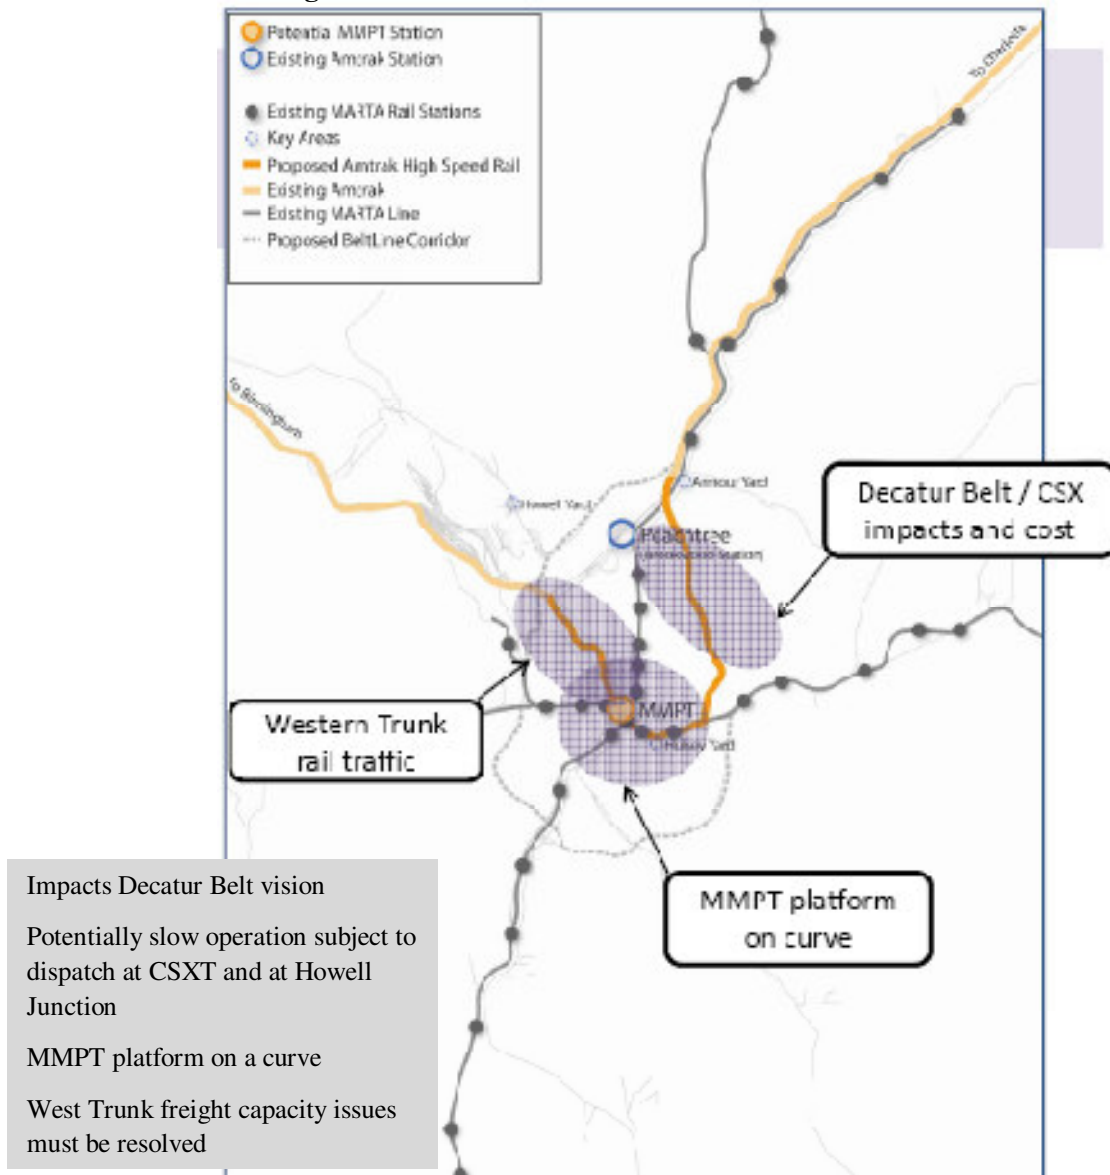 Potential MMPT Station
Existing Amtrak Station
Existing MARTA Rail Stations
Key Areas
Proposed Amtrak High Speed Rail
Existing Amtrak
Existing MARTA Line
Proposed BeltLine Corridor
To Charlotte
To Birmingham
Armour Yard
Howell Yard
Peachtree
Station)
Decatur Belt / CSX
impacts and cost
MMPT
Hulsey Yard
Western Trunk
rail traffic
MMPT platform
on curve
Impacts Decatur Belt vision
Potentially slow operation subject to
dispatch at CSXT and at Howell
Junction
MMPT platform on a curve
West Trunk freight capacity issues
must be resolved